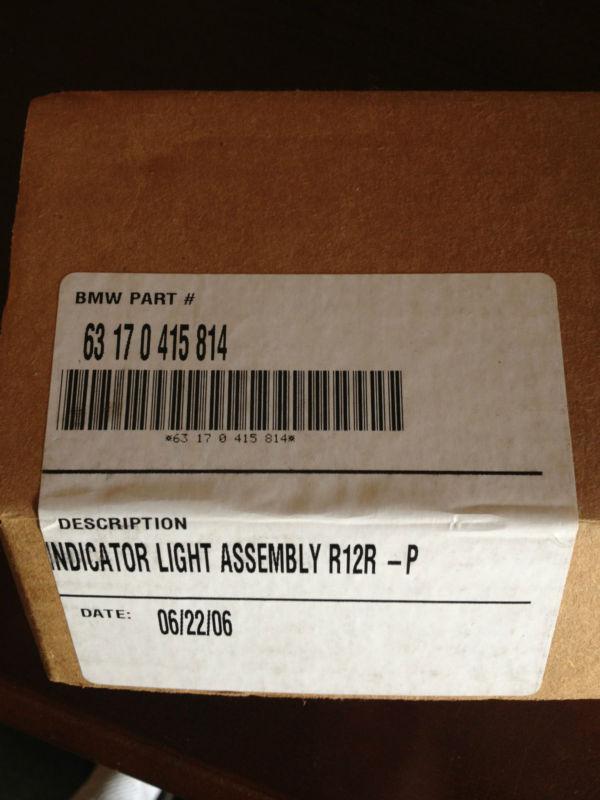 BMW PART #
63 17 0 415 814
*63 17 0 415 814*
DESCRIPTION
INDICATOR LIGHT ASSEMBLY R12R -P
DATE: 06/22/06